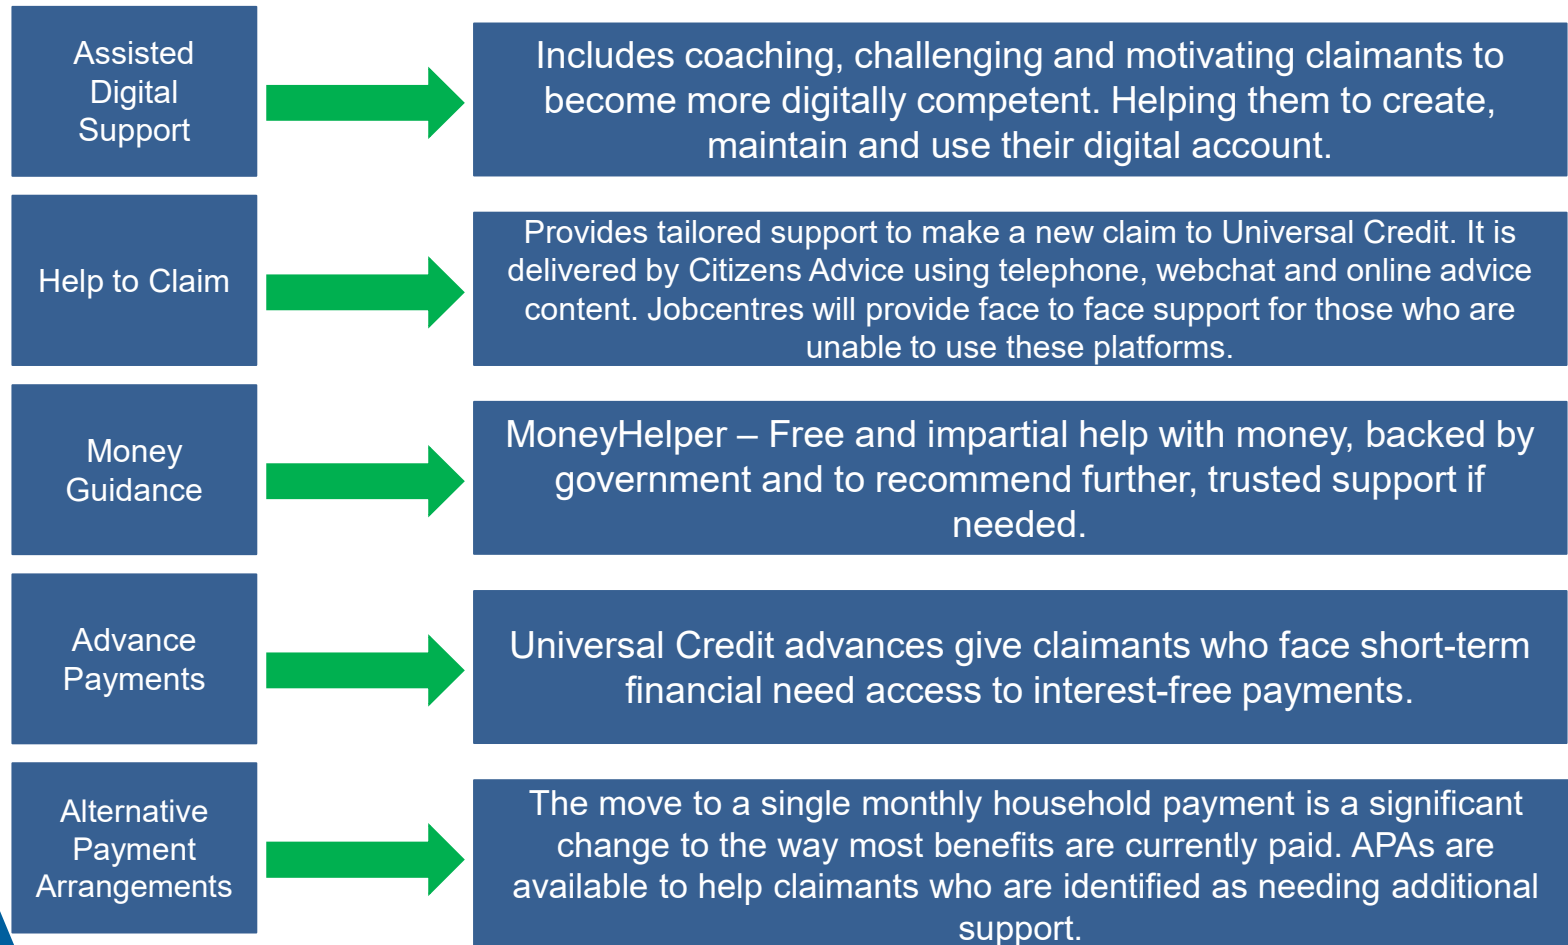 Assisted
Digital
Support
Includes coaching, challenging and motivating claimants to
become more digitally competent. Helping them to create,
maintain and use their digital account.
Help to Claim
Provides tailored support to make a new claim to Universal Credit. It is
delivered by Citizens Advice using telephone, webchat and online advice
content. Jobcentres will provide face to face support for those who are
unable to use these platforms.
Money
Guidance
MoneyHelper – Free and impartial help with money, backed by
government and to recommend further, trusted support if
needed.
Advance
Payments
Universal Credit advances give claimants who face short-term
financial need access to interest-free payments.
Alternative
Payment
Arrangements
The move to a single monthly household payment is a significant
change to the way most benefits are currently paid. APAs are
available to help claimants who are identified as needing additional
support.